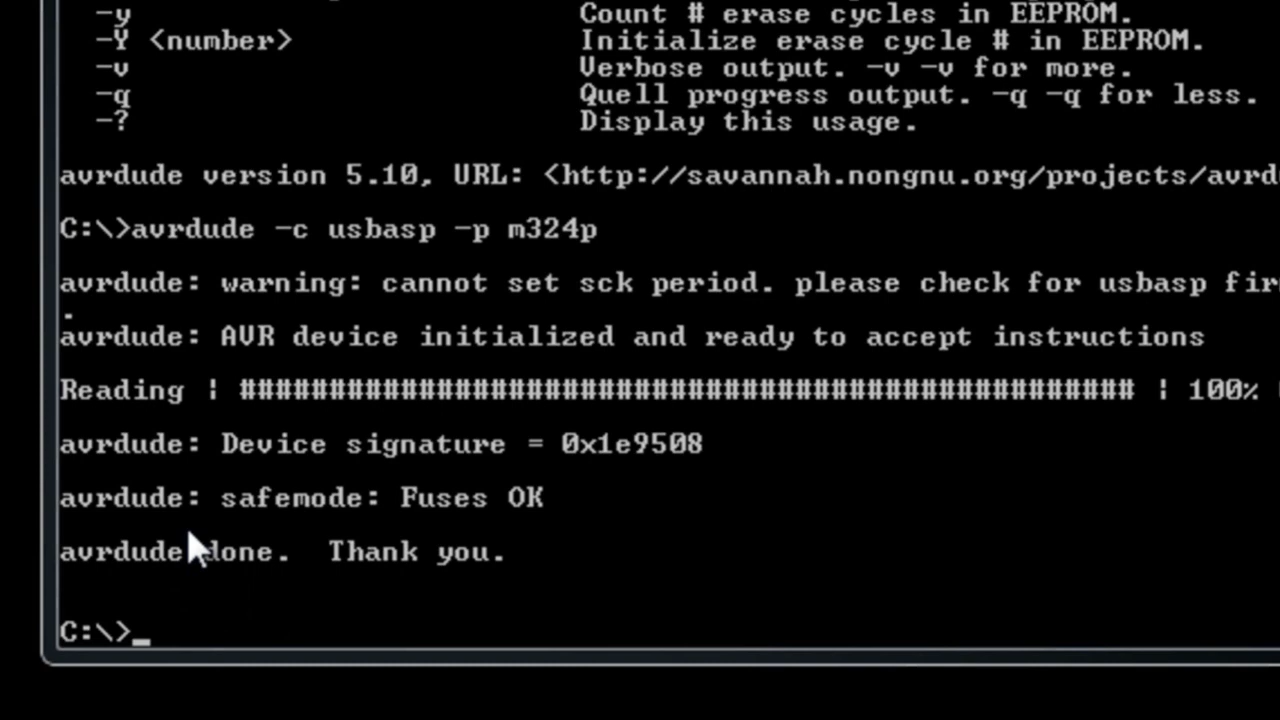 -y Count # erase cycles in EEPROM.
-Y <number> Initialize erase cycle # in EEPROM.
-v Verbose output. -v -v for more.
-q Quell progress output. -q -q for less.
-? Display this usage.
avrdude version 5.10, URL: <http://savannah.nongnu.org/projects/avrd
C:\>avrdude -c usbasp -p m324p
avrdude: warning: cannot set sck period. please check for usbasp fir
.
avrdude: AVR device initialized and ready to accept instructions
Reading | ################################################## | 100%
avrdude: Device signature = 0x1e9508
avrdude: safemode: Fuses OK
avrdude done.  Thank you.
C:\>_